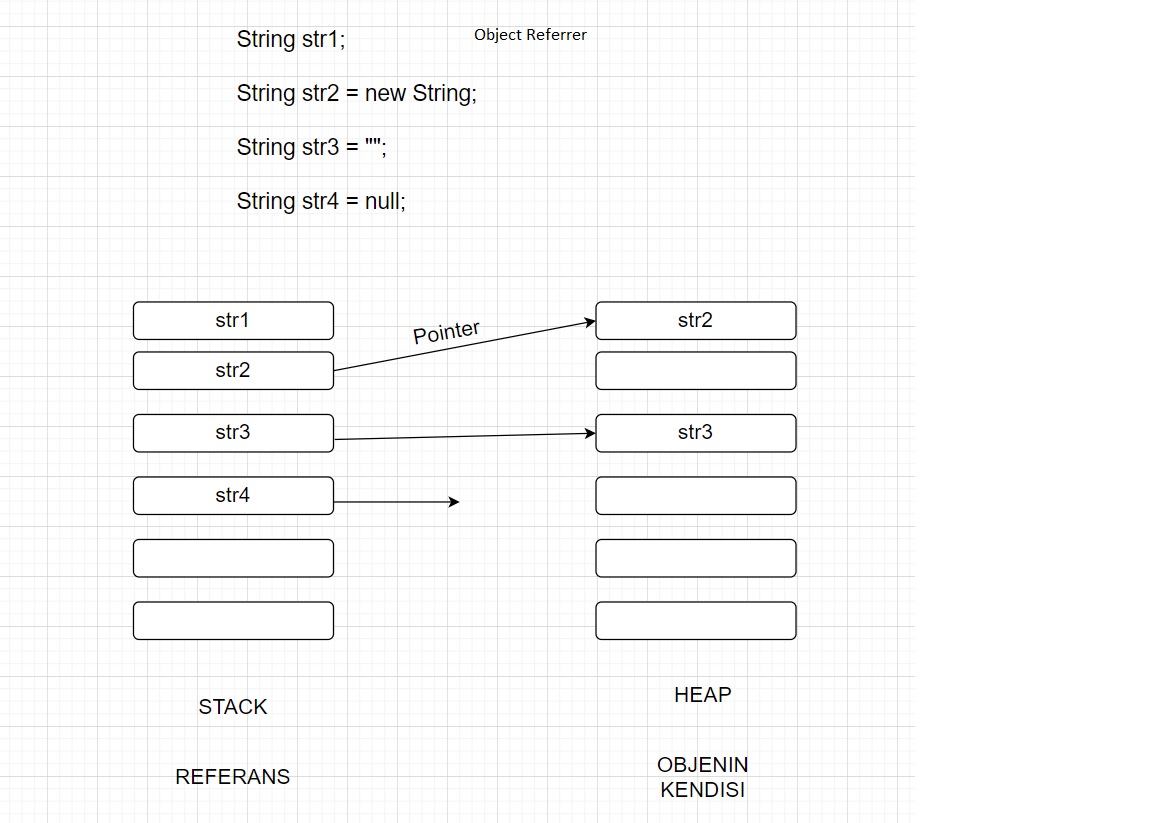 String str1;
Object Referrer
String str2 = new String;
String str3 = "";
String str4 = null;
str1
Pointer
str2
str2
str3
str3
str4
STACK
HEAP
REFERANS
OBJENIN
KENDISI